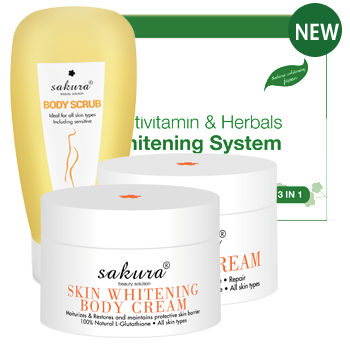 NEW
sakura®
beauty solution
BODY SCRUB
Ideal for all skin types
Including sensitive
Multivitamin & Herbals
Whitening System
3 IN 1
REAM
• Repair
• All skin types
sakura®
beauty solution
SKIN WHITENING
BODY CREAM
Moiturizes & Restores and maintains protective skin barrier
100% Natural L-Glutathione • All skin types